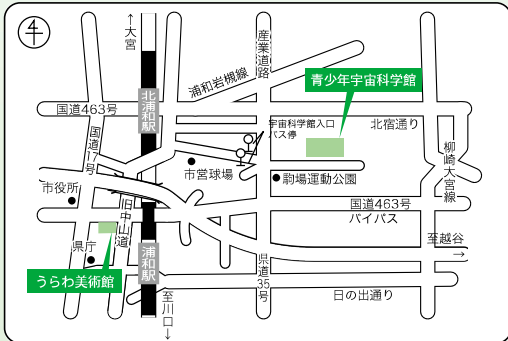 ↑大宮
産業道路
浦和岩槻線
青少年宇宙科学館
国道463号
北浦和駅
宇宙科学館入口
バス停
北宿通り
国道17号
市営球場
駒場運動公園
柳崎大宮線
市役所
旧中山道
国道463号
バイパス
県庁
浦和駅
至越谷
→
うらわ美術館
県道35号
至川口↓
日の出通り